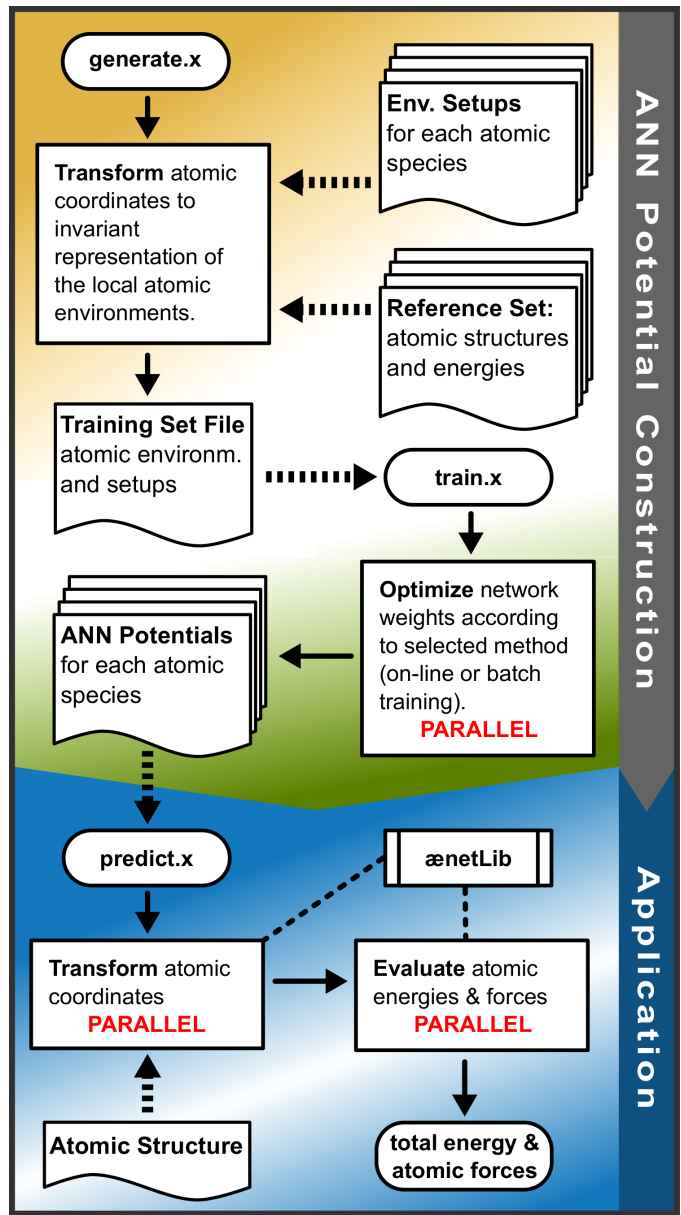 generate.x
Env. Setups
for each atomic
species
Transform atomic
coordinates to
invariant
representation of
the local atomic
environments.
Reference Set:
atomic structures
and energies
Training Set File
atomic environm.
and setups
train.x
Optimize network
weights according
to selected method
(on-line or batch
training).
PARALLEL
ANN Potentials
for each atomic
species
ANN Potential Construction
predict.x
ænetLib
Transform atomic
coordinates
PARALLEL
Evaluate atomic
energies & forces
PARALLEL
Atomic Structure
total energy &
atomic forces
Application